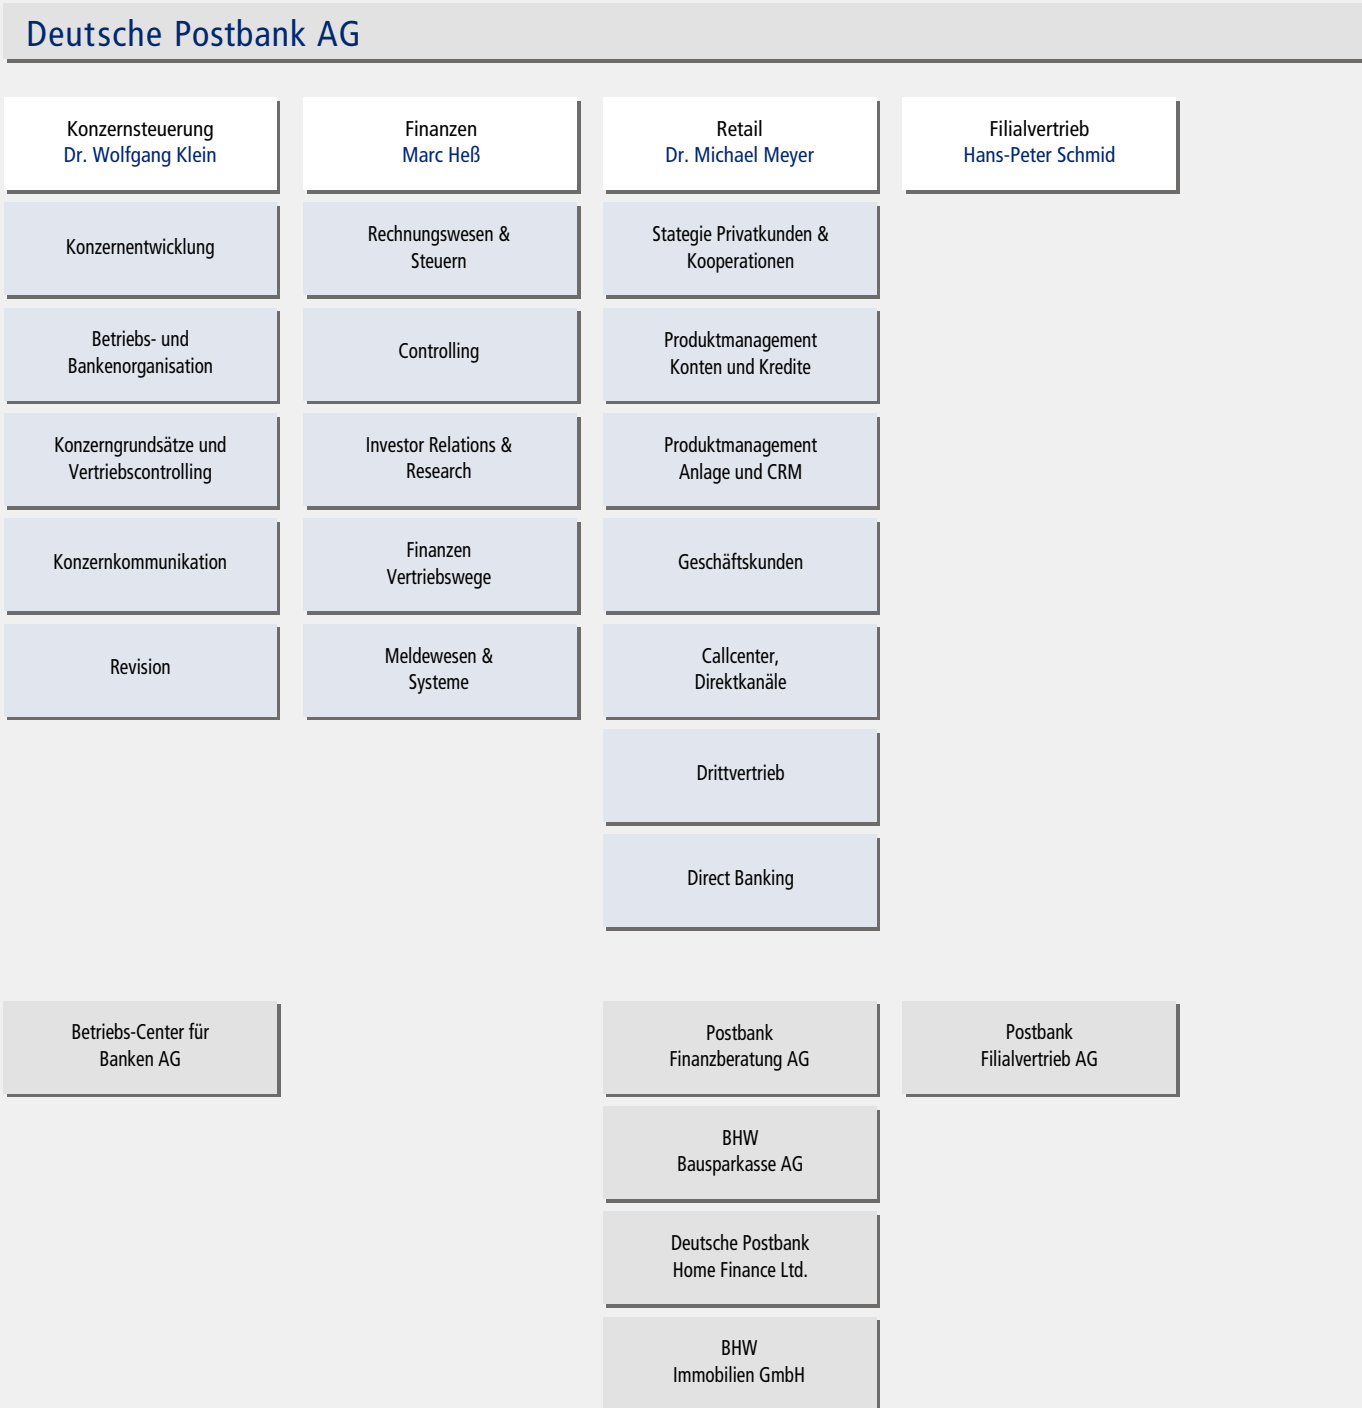 Deutsche Postbank AG
Konzernsteuerung
Dr. Wolfgang Klein
Konzernentwicklung
Betriebs- und
Bankenorganisation
Konzerngrundsätze und
Vertriebscontrolling
Konzernkommunikation
Revision
Betriebs-Center für
Banken AG
Finanzen
Marc Heß
Rechnungswesen &
Steuern
Controlling
Investor Relations &
Research
Finanzen
Vertriebswege
Meldewesen &
Systeme
Retail
Dr. Michael Meyer
Stategie Privatkunden &
Kooperationen
Produktmanagement
Konten und Kredite
Produktmanagement
Anlage und CRM
Geschäftskunden
Callcenter,
Direktkanäle
Drittvertrieb
Direct Banking
Postbank
Finanzberatung AG
BHW
Bausparkasse AG
Deutsche Postbank
Home Finance Ltd.
BHW
Immobilien GmbH
Filialvertrieb
Hans-Peter Schmid
Postbank
Filialvertrieb AG